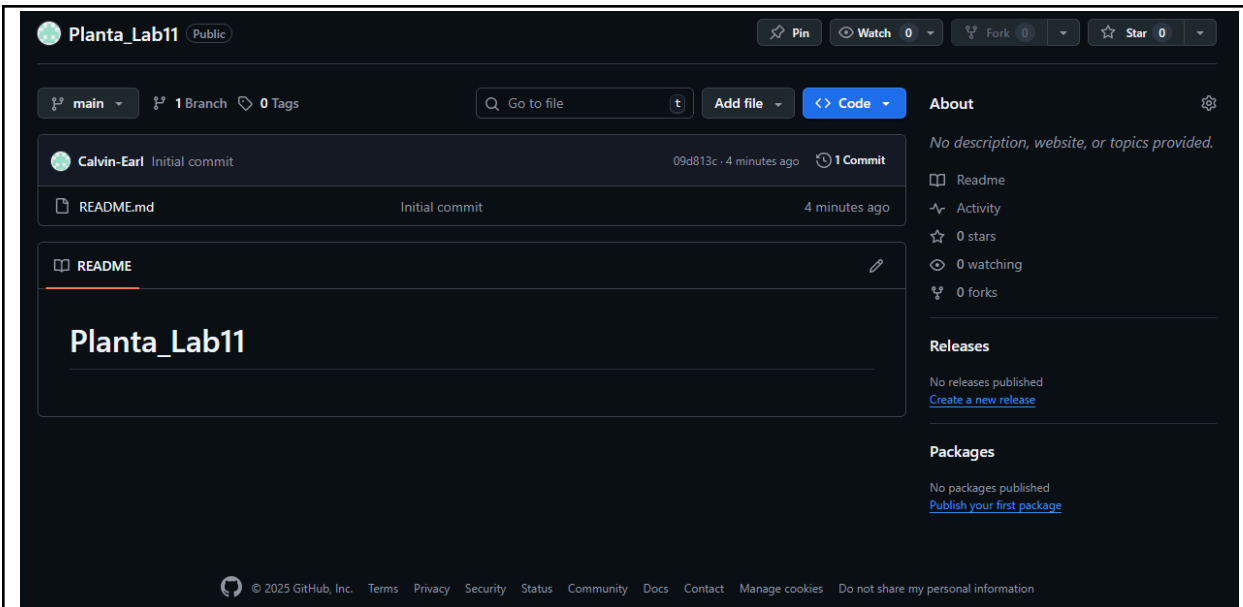 Planta_Lab11 Public Pin Watch 0 Fork 0 Star 0
main 1 Branch 0 Tags Go to file t Add file Code
Calvin-Earl Initial commit 09d813c · 4 minutes ago 1 Commit
README.md Initial commit 4 minutes ago
README
Planta_Lab11
About
No description, website, or topics provided.
Readme
Activity
0 stars
0 watching
0 forks
Releases
No releases published
Create a new release
Packages
No packages published
Publish your first package
© 2025 GitHub, Inc. Terms Privacy Security Status Community Docs Contact Manage cookies Do not share my personal information